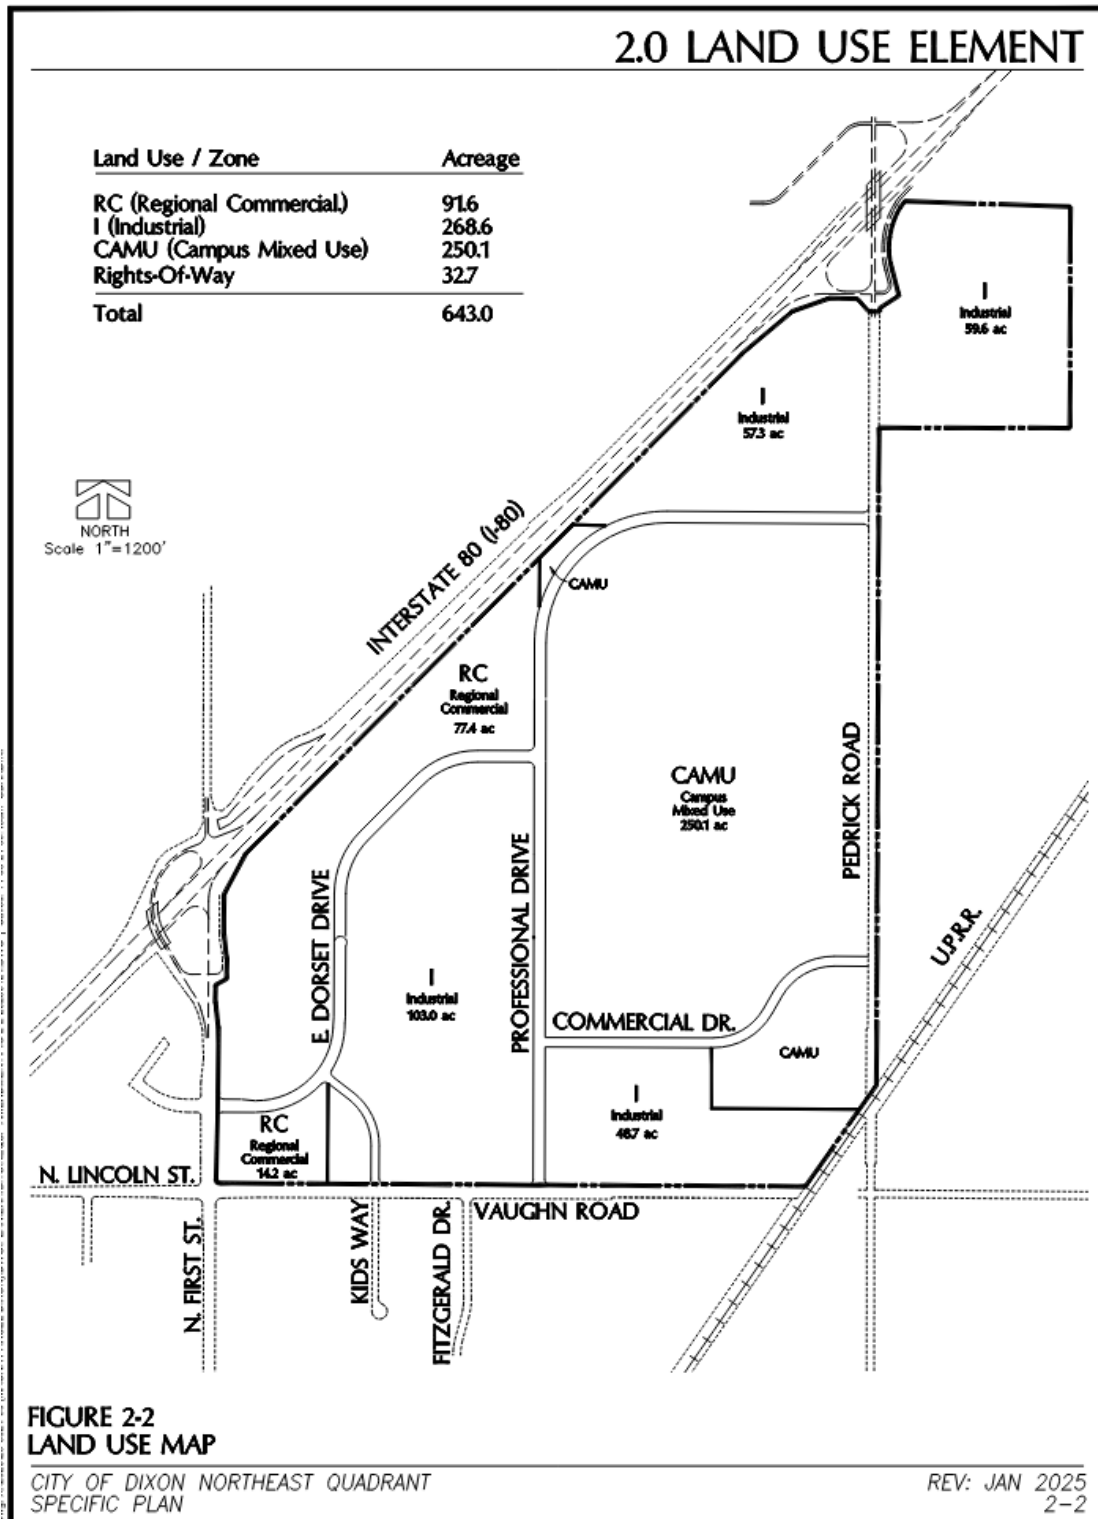 2.0 LAND USE ELEMENT
Land Use / Zone Acreage
RC (Regional Commercial.) 91.6
I (Industrial) 268.6
CAMU (Campus Mixed Use) 250.1
Rights-Of-Way 32.7
Total 643.0
I
Industrial
59.6 ac
I
Industrial
57.3 ac
NORTH
Scale 1"=1200'
INTERSTATE 80 (I-80)
CAMU
RC
Regional
Commercial
77.4 ac
CAMU
Campus
Mixed Use
250.1 ac
PEDRICK ROAD
E. DORSET DRIVE
PROFESSIONAL DRIVE
U.P.R.R.
I
Industrial
103.0 ac
COMMERCIAL DR.
CAMU
I
Industrial
48.7 ac
RC
Regional
Commercial
14.2 ac
N. LINCOLN ST.
VAUGHN ROAD
N. FIRST ST.
KIDS WAY
FITZGERALD DR.
FIGURE 2-2
LAND USE MAP
CITY OF DIXON NORTHEAST QUADRANT
SPECIFIC PLAN
REV: JAN 2025
2-2